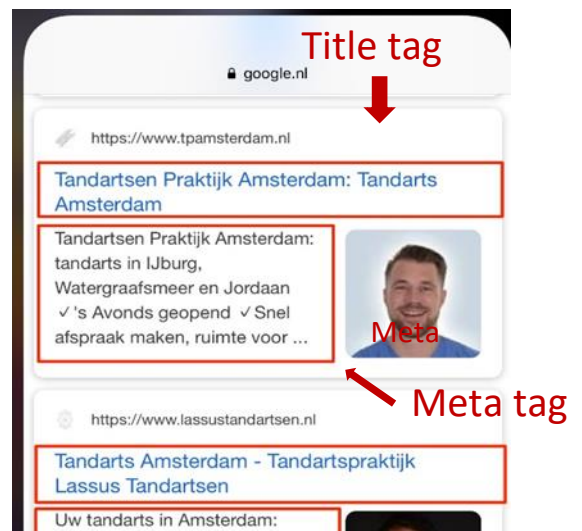 Title tag
google.nl
https://www.tpamsterdam.nl
Tandartsen Praktijk Amsterdam: Tandarts
Amsterdam
Tandartsen Praktijk Amsterdam:
tandarts in IJburg,
Watergraafsmeer en Jordaan
✓'s Avonds geopend ✓Snel
afspraak maken, ruimte voor ...
Meta
Meta tag
https://www.lassustandartsen.nl
Tandarts Amsterdam - Tandartspraktijk
Lassus Tandartsen
Uw tandarts in Amsterdam: